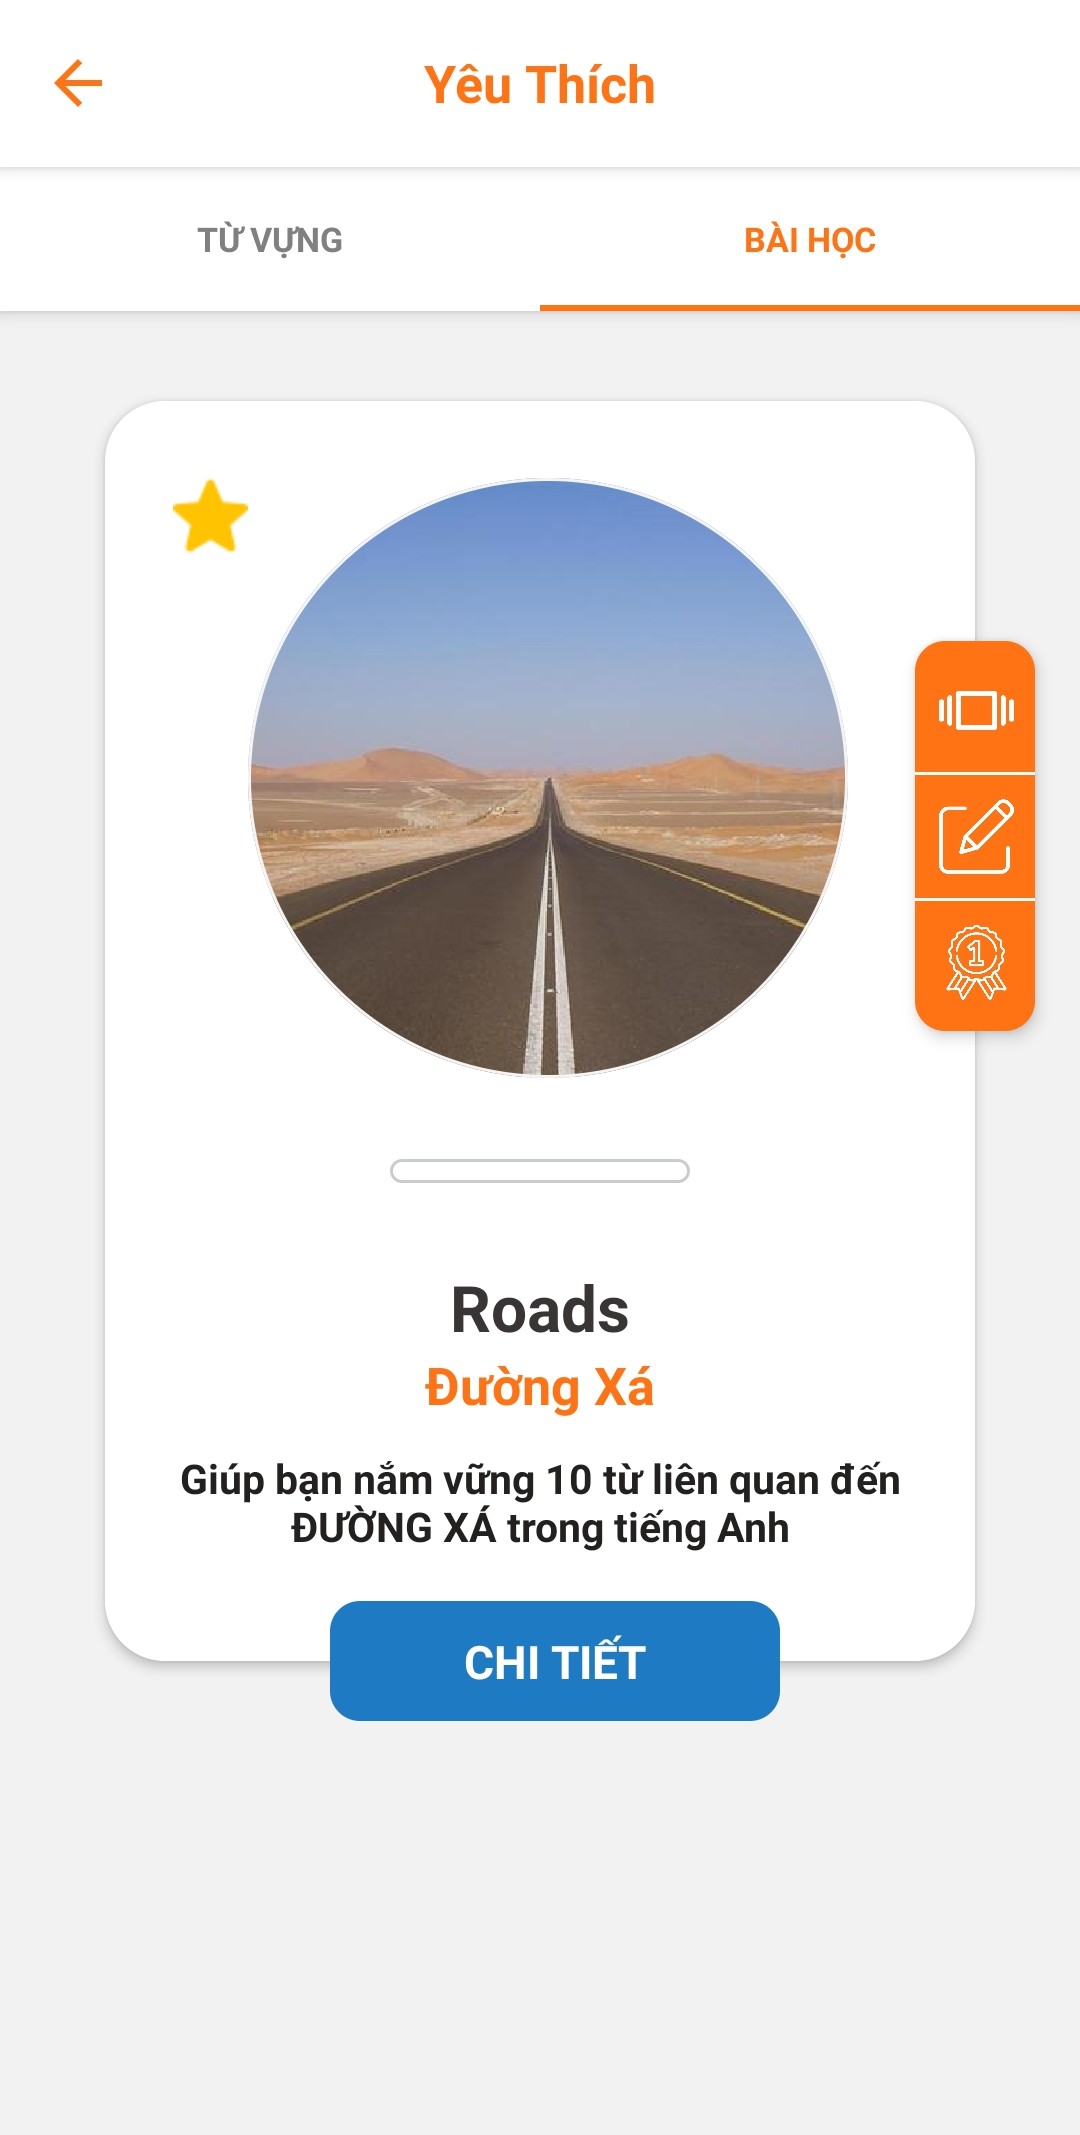 Yêu Thích
TỪ VỰNG
BÀI HỌC
1
Roads
Đường Xá
Giúp bạn nắm vững 10 từ liên quan đến
ĐƯỜNG XÁ trong tiếng Anh
CHI TIẾT